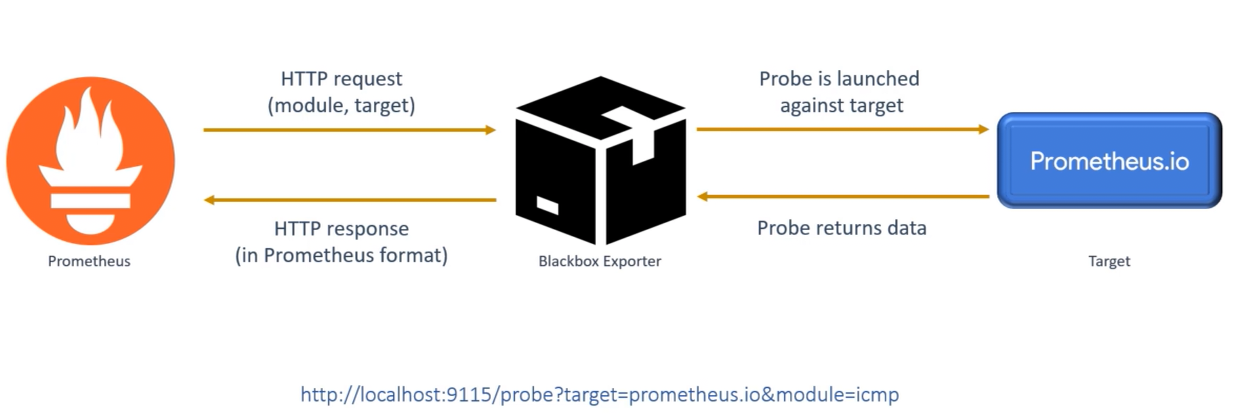 HTTP request
(module, target)
Probe is launched
against target
Prometheus.io
HTTP response
(in Prometheus format)
Probe returns data
Prometheus
Blackbox Exporter
Target
http://localhost:9115/probe?target=prometheus.io&module=icmp